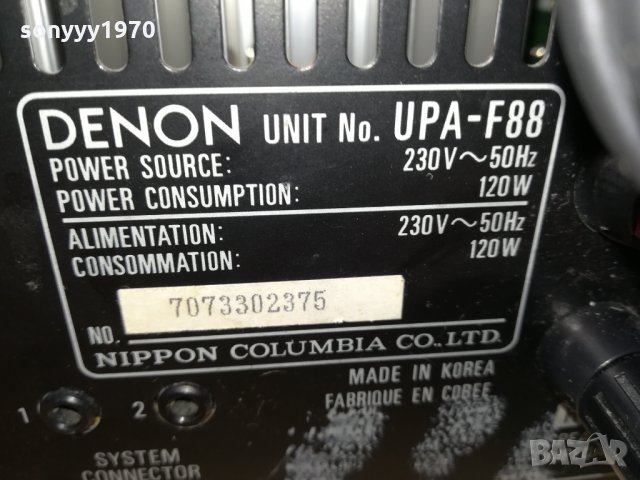 sonyyy1970
DENON UNIT No. UPA-F88
POWER SOURCE: 230V～50Hz
POWER CONSUMPTION: 120W
ALIMENTATION: 230V～50Hz
CONSOMMATION: 120W
NO. 7073302375
NIPPON COLUMBIA CO., LTD.
MADE IN KOREA
FABRIQUE EN COREE
1 2
SYSTEM
CONNECTOR
BAZAR